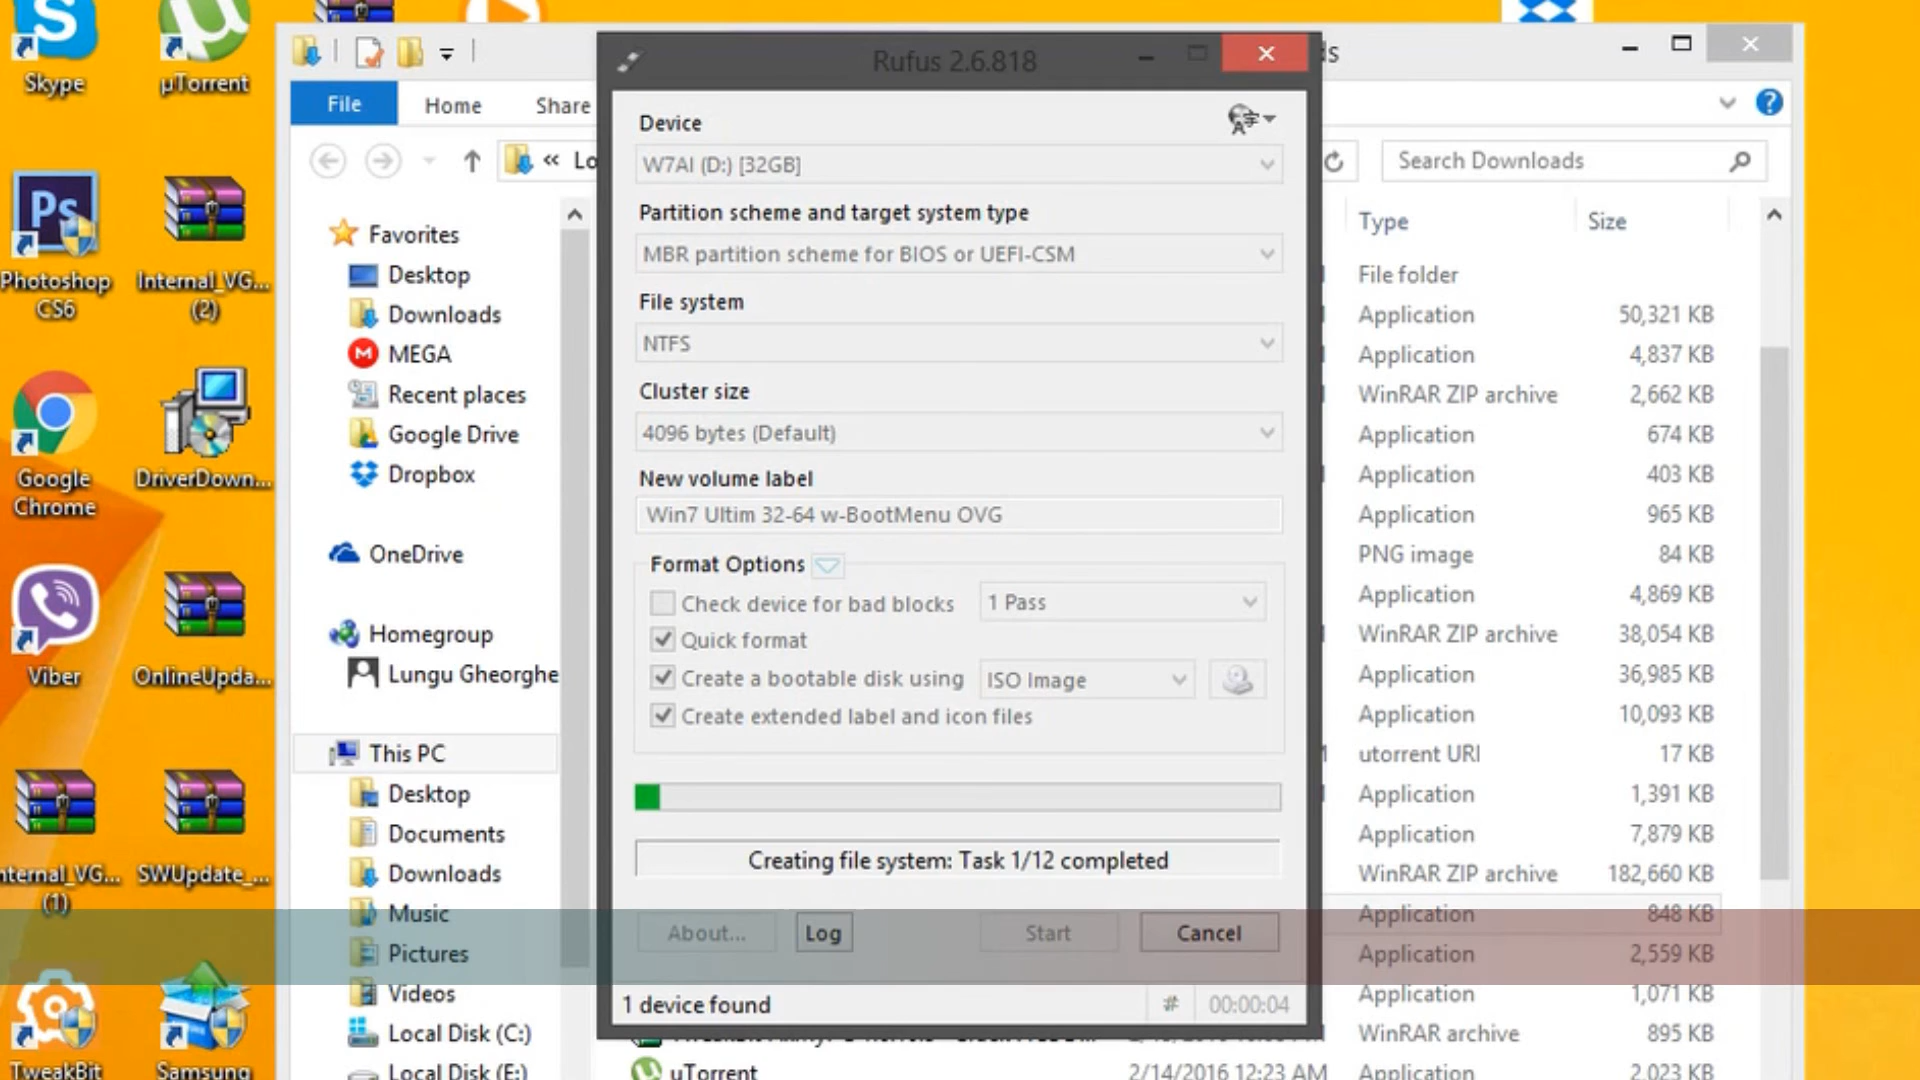 Skype
µTorrent
Photoshop
CS6
Internal_VG...
(2)
Google
Chrome
DriverDown...
Viber
OnlineUpda...
nternal_VG...
(1)
SWUpdate_...
TweakBit
Samsung
File
Home
Share
« Lo
Search Downloads
Favorites
Desktop
Downloads
MEGA
Recent places
Google Drive
Dropbox
OneDrive
Homegroup
Lungu Gheorghe
This PC
Desktop
Documents
Downloads
Music
Pictures
Videos
Local Disk (C:)
Local Disk (E:)
Rufus 2.6.818
Device
W7AI (D:) [32GB]
Partition scheme and target system type
MBR partition scheme for BIOS or UEFI-CSM
File system
NTFS
Cluster size
4096 bytes (Default)
New volume label
Win7 Ultim 32-64 w-BootMenu OVG
Format Options
Check device for bad blocks 1 Pass
Quick format
Create a bootable disk using ISO Image
Create extended label and icon files
Creating file system: Task 1/12 completed
About... Log Start Cancel
1 device found # 00:00:04
ds
Type Size
File folder
Application 50,321 KB
Application 4,837 KB
WinRAR ZIP archive 2,662 KB
Application 674 KB
Application 403 KB
Application 965 KB
PNG image 84 KB
Application 4,869 KB
WinRAR ZIP archive 38,054 KB
Application 36,985 KB
Application 10,093 KB
utorrent URI 17 KB
Application 1,391 KB
Application 7,879 KB
WinRAR ZIP archive 182,660 KB
Application 848 KB
Application 2,559 KB
Application 1,071 KB
WinRAR archive 895 KB
µTorrent 2/14/2016 12:23 AM Application 2,023 KB